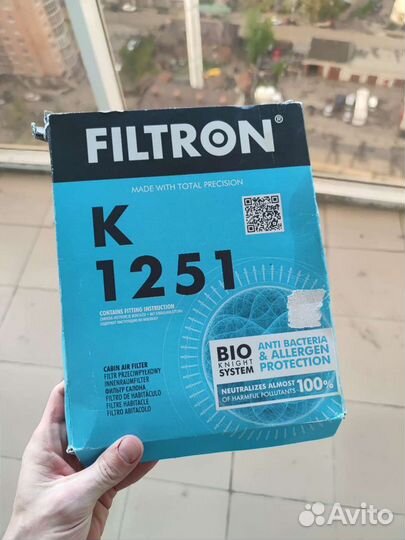 FILTRON®
MADE WITH TOTAL PRECISION
K
1251
CONTAINS FITTING INSTRUCTION
BIO
KNIGHT
SYSTEM
ANTI BACTERIA
& ALLERGEN
PROTECTION
NEUTRALIZES ALMOST 100%
OF HARMFUL POLLUTANTS
CABIN AIR FILTER
FILTR PRZECIWPYŁKOWY
INNENRAUMFILTER
ФИЛЬТР САЛОНА
FILTRO DE HABITÁCULO
FILTRE HABITACLE
FILTRO ABITACOLO
Avito